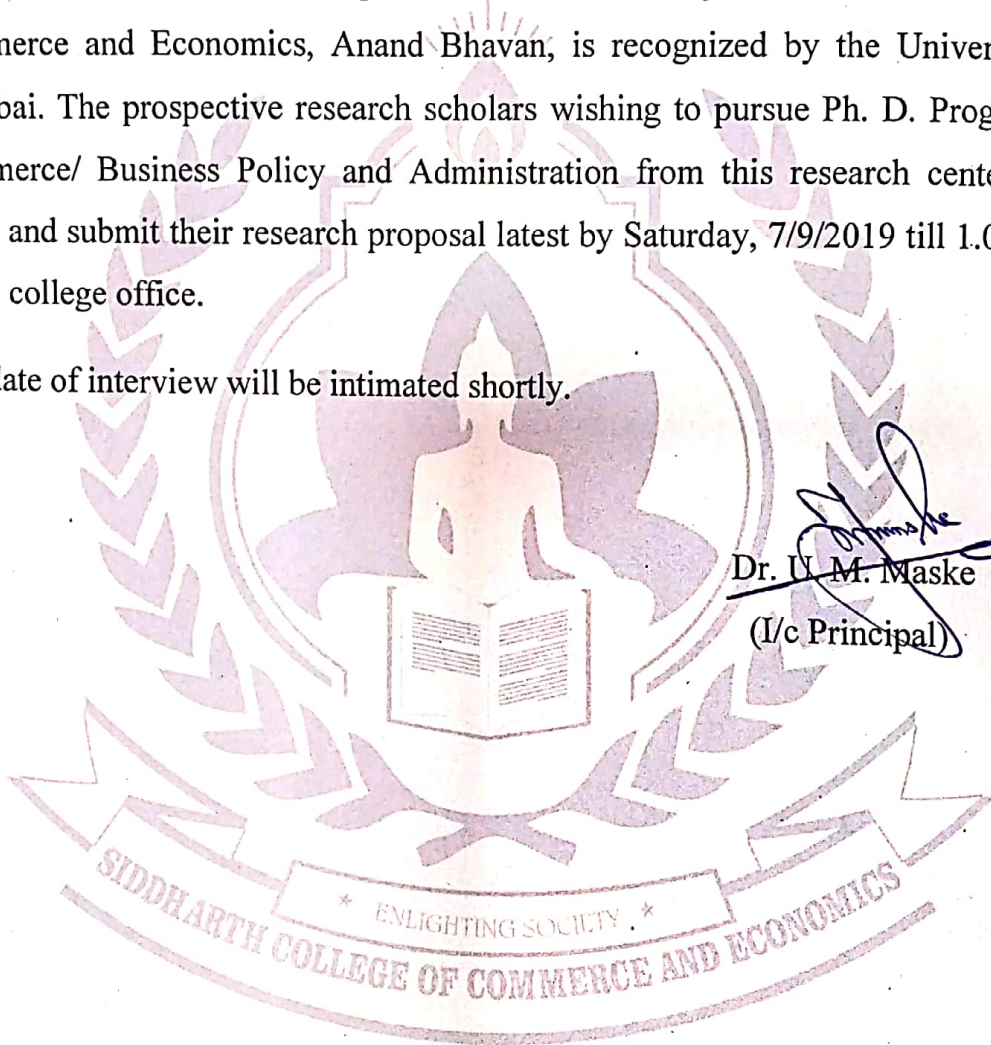 merce and Economics, Anand Bhavan, is recognized by the Univer
bai. The prospective research scholars wishing to pursue Ph. D. Prog
merce/ Business Policy and Administration from this research cent
and submit their research proposal latest by Saturday, 7/9/2019 till 1.0
college office.
ate of interview will be intimated shortly.
Dr. U. M. Maske
(I/c Principal)
* ENLIGHTING SOCIETY *
SIDDHARTH COLLEGE OF COMMERCE AND ECONOMICS